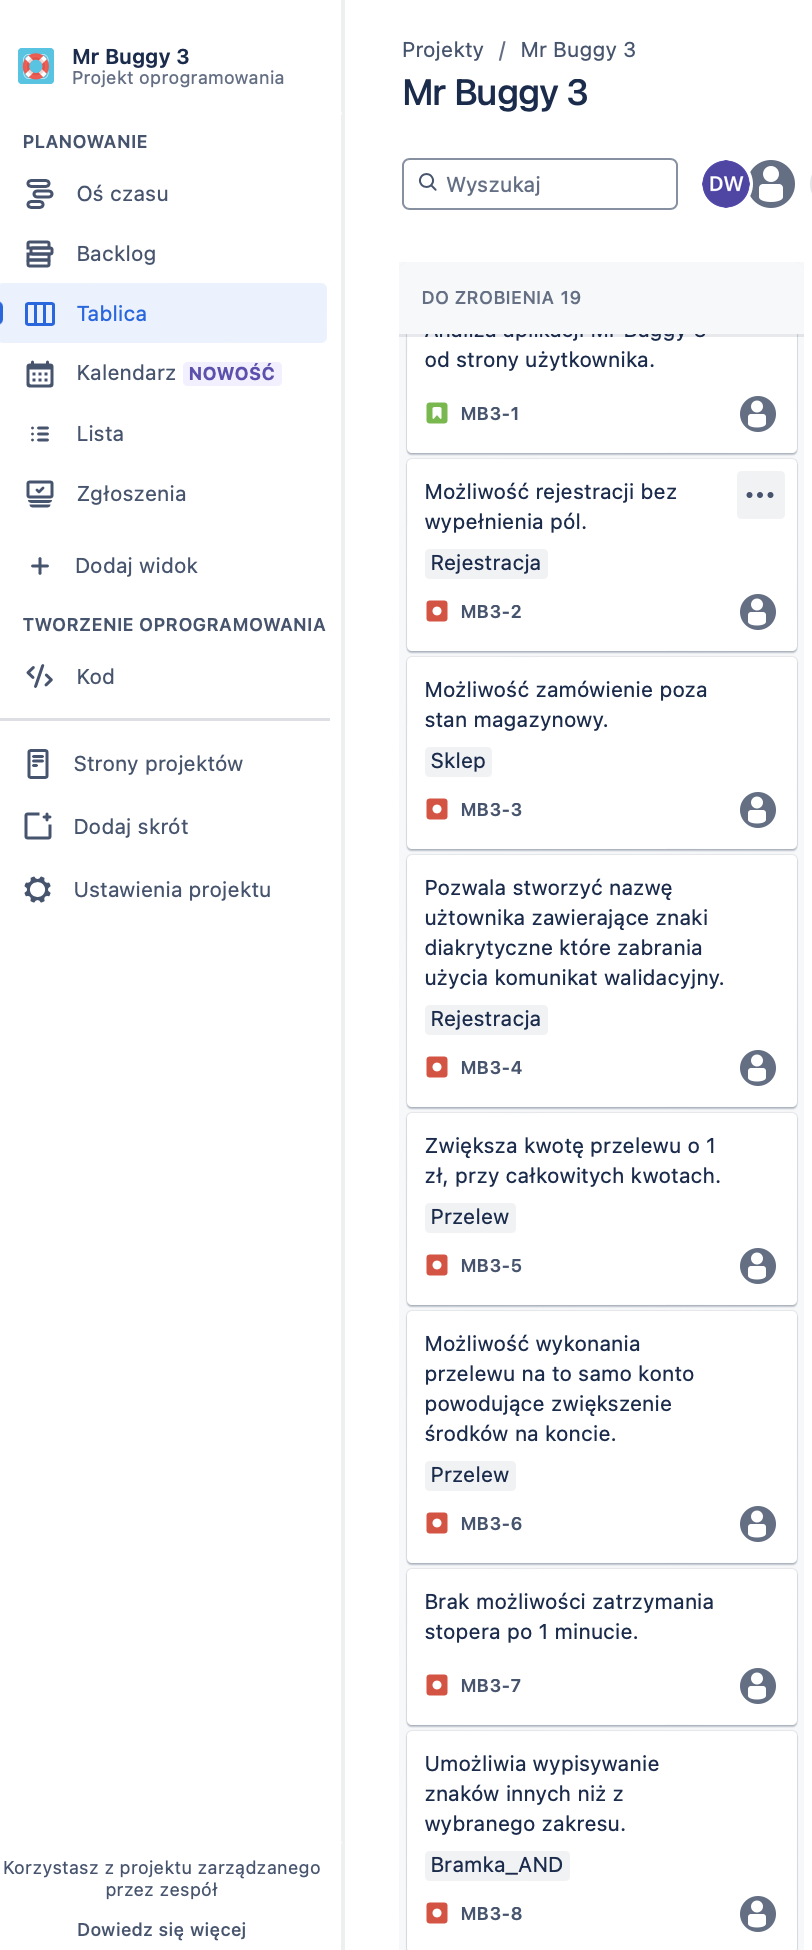 Mr Buggy 3
Projekt oprogramowania
PLANOWANIE
Oś czasu
Backlog
Tablica
Kalendarz NOWOŚĆ
Lista
Zgłoszenia
Dodaj widok
TWORZENIE OPROGRAMOWANIA
Kod
Strony projektów
Dodaj skrót
Ustawienia projektu
Korzystasz z projektu zarządzanego
przez zespół
Dowiedz się więcej
Projekty / Mr Buggy 3
Mr Buggy 3
Wyszukaj
DW
DO ZROBIENIA 19
Analiza aplikacji Mr Buggy 3
od strony użytkownika.
MB3-1
Możliwość rejestracji bez
wypełnienia pól.
Rejestracja
MB3-2
Możliwość zamówienie poza
stan magazynowy.
Sklep
MB3-3
Pozwala stworzyć nazwę
użtownika zawierające znaki
diakrytyczne które zabrania
użycia komunikat walidacyjny.
Rejestracja
MB3-4
Zwiększa kwotę przelewu o 1
zł, przy całkowitych kwotach.
Przelew
MB3-5
Możliwość wykonania
przelewu na to samo konto
powodujące zwiększenie
środków na koncie.
Przelew
MB3-6
Brak możliwości zatrzymania
stopera po 1 minucie.
MB3-7
Umożliwia wypisywanie
znaków innych niż z
wybranego zakresu.
Bramka_AND
MB3-8